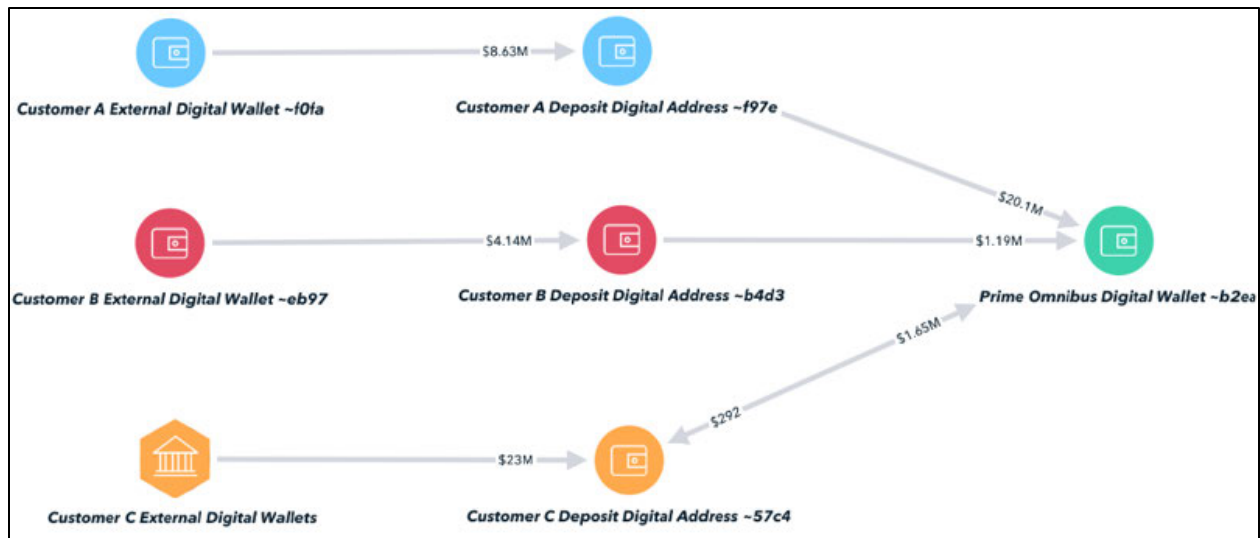 $8.63M
Customer A External Digital Wallet ~f0fa
Customer A Deposit Digital Address ~f97e
$20.1M
$4.14M
$1.19M
Customer B External Digital Wallet ~eb97
Customer B Deposit Digital Address ~b4d3
Prime Omnibus Digital Wallet ~b2ea
$1.65M
$292
$23M
Customer C External Digital Wallets
Customer C Deposit Digital Address ~57c4